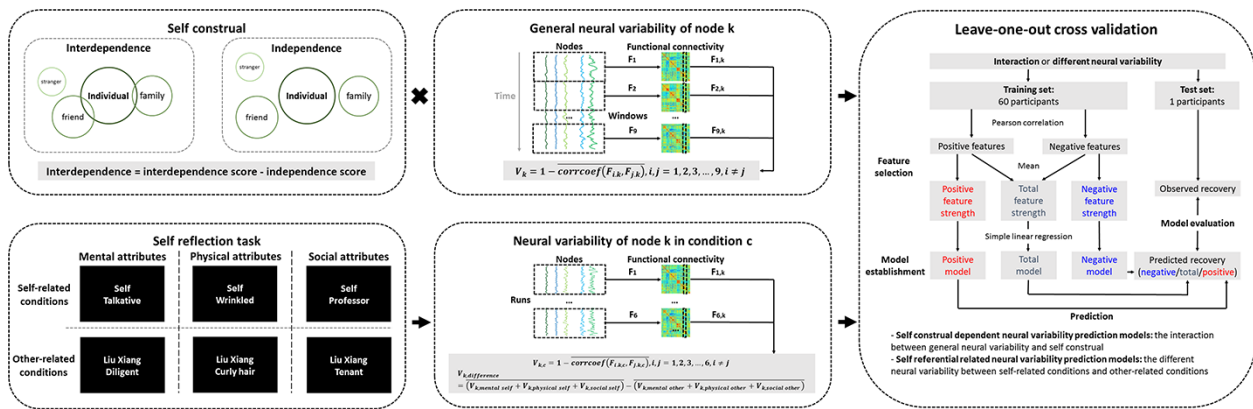 Self construal
Interdependence
Independence
stranger
Individual
family
friend
stranger
Individual
family
friend
Interdependence = interdependence score - independence score
General neural variability of node k
Nodes
Functional connectivity
Time
F1
F1,k
F2
F2,k
...
Windows
...
F9
F9,k
Vk = 1 − corrcoef(Fi,k, Fj,k), i, j = 1, 2, 3, …, 9, i ≠ j
Self reflection task
Mental attributes
Physical attributes
Social attributes
Self-related
conditions
Self
Talkative
Self
Wrinkled
Self
Professor
Other-related
conditions
Liu Xiang
Diligent
Liu Xiang
Curly hair
Liu Xiang
Tenant
Neural variability of node k in condition c
Nodes
Functional connectivity
F1
F1,k
Runs
...
...
F6
F6,k
Vk,c = 1 − corrcoef(Fi,k,c, Fj,k,c), i, j = 1, 2, 3, …, 6, i ≠ j
Vk,difference
= (Vk,mental self + Vk,physical self + Vk,social self) − (Vk,mental other + Vk,physical other + Vk,social other)
Leave-one-out cross validation
Interaction or different neural variability
Training set:
60 participants
Test set:
1 participants
Pearson correlation
Positive features
Negative features
Feature
selection
Mean
Positive
feature
strength
Total
feature
strength
Negative
feature
strength
Observed recovery
Simple linear regression
Model evaluation
Model
establishment
Positive
model
Total
model
Negative
model
Predicted recovery
(negative/total/positive)
Prediction
- Self construal dependent neural variability prediction models: the interaction
between general neural variability and self construal
- Self referential related neural variability prediction models: the different
neural variability between self-related conditions and other-related conditions